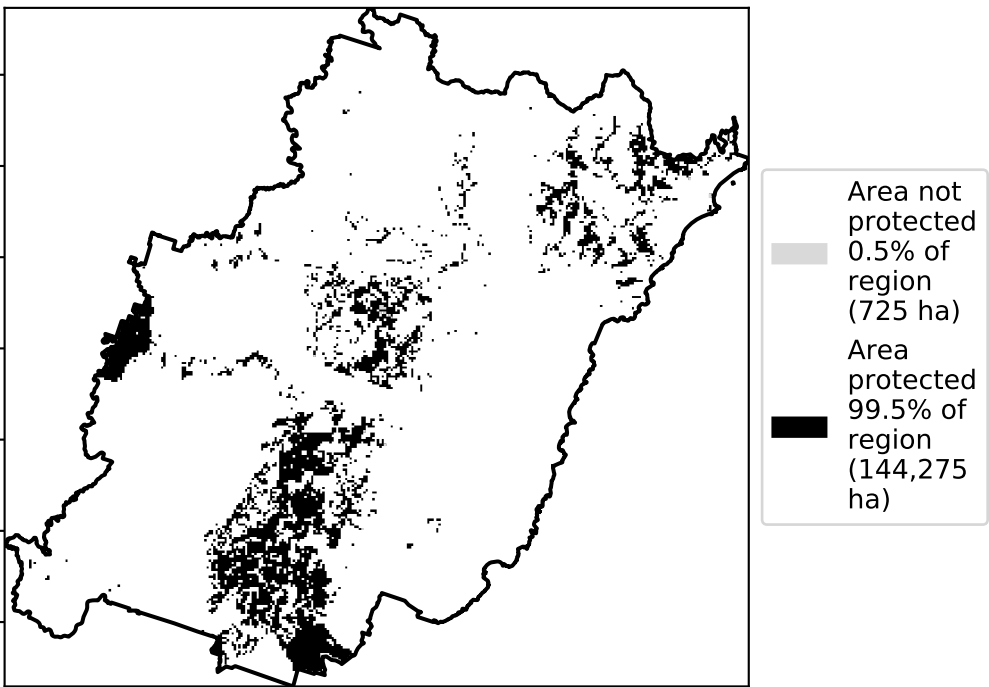 Area not
protected
0.5% of
region
(725 ha)
Area
protected
99.5% of
region
(144,275
ha)